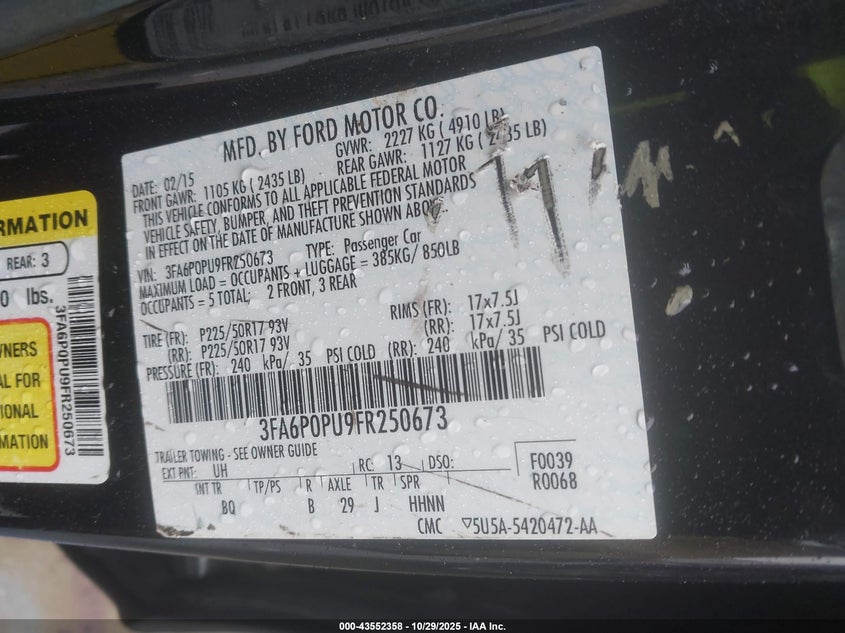 MFD. BY FORD MOTOR CO.
DATE: 02/15
GVWR: 2227 KG ( 4910 LB)
FRONT GAWR: 1105 KG ( 2435 LB)
REAR GAWR: 1127 KG ( 2485 LB)
THIS VEHICLE CONFORMS TO ALL APPLICABLE FEDERAL MOTOR
VEHICLE SAFETY, BUMPER, AND THEFT PREVENTION STANDARDS
IN EFFECT ON THE DATE OF MANUFACTURE SHOWN ABOVE.
VIN: 3FA6P0PU9FR250673 TYPE: Passenger Car
MAXIMUM LOAD = OCCUPANTS + LUGGAGE = 385KG/ 850LB
OCCUPANTS = 5 TOTAL; 2 FRONT, 3 REAR
TIRE (FR): P225/50R17 93V RIMS (FR): 17x7.5J
(RR): P225/50R17 93V (RR): 17x7.5J
PRESSURE (FR): 240 kPa/ 35 PSI COLD (RR): 240 kPa/ 35 PSI COLD
3FA6P0PU9FR250673
TRAILER TOWING - SEE OWNER GUIDE
EXT PNT: UH RC: 13 DSO: F0039
R0068
INT TR TP/PS R AXLE TR SPR
BQ B 29 J HHNN
CMC ▽5U5A-5420472-AA
RMATION
REAR: 3
0 lbs.
WNERS
AL FOR
IONAL
MATION
3FA6P0PU9FR250673
000-43552358 - 10/29/2025 - IAA Inc.